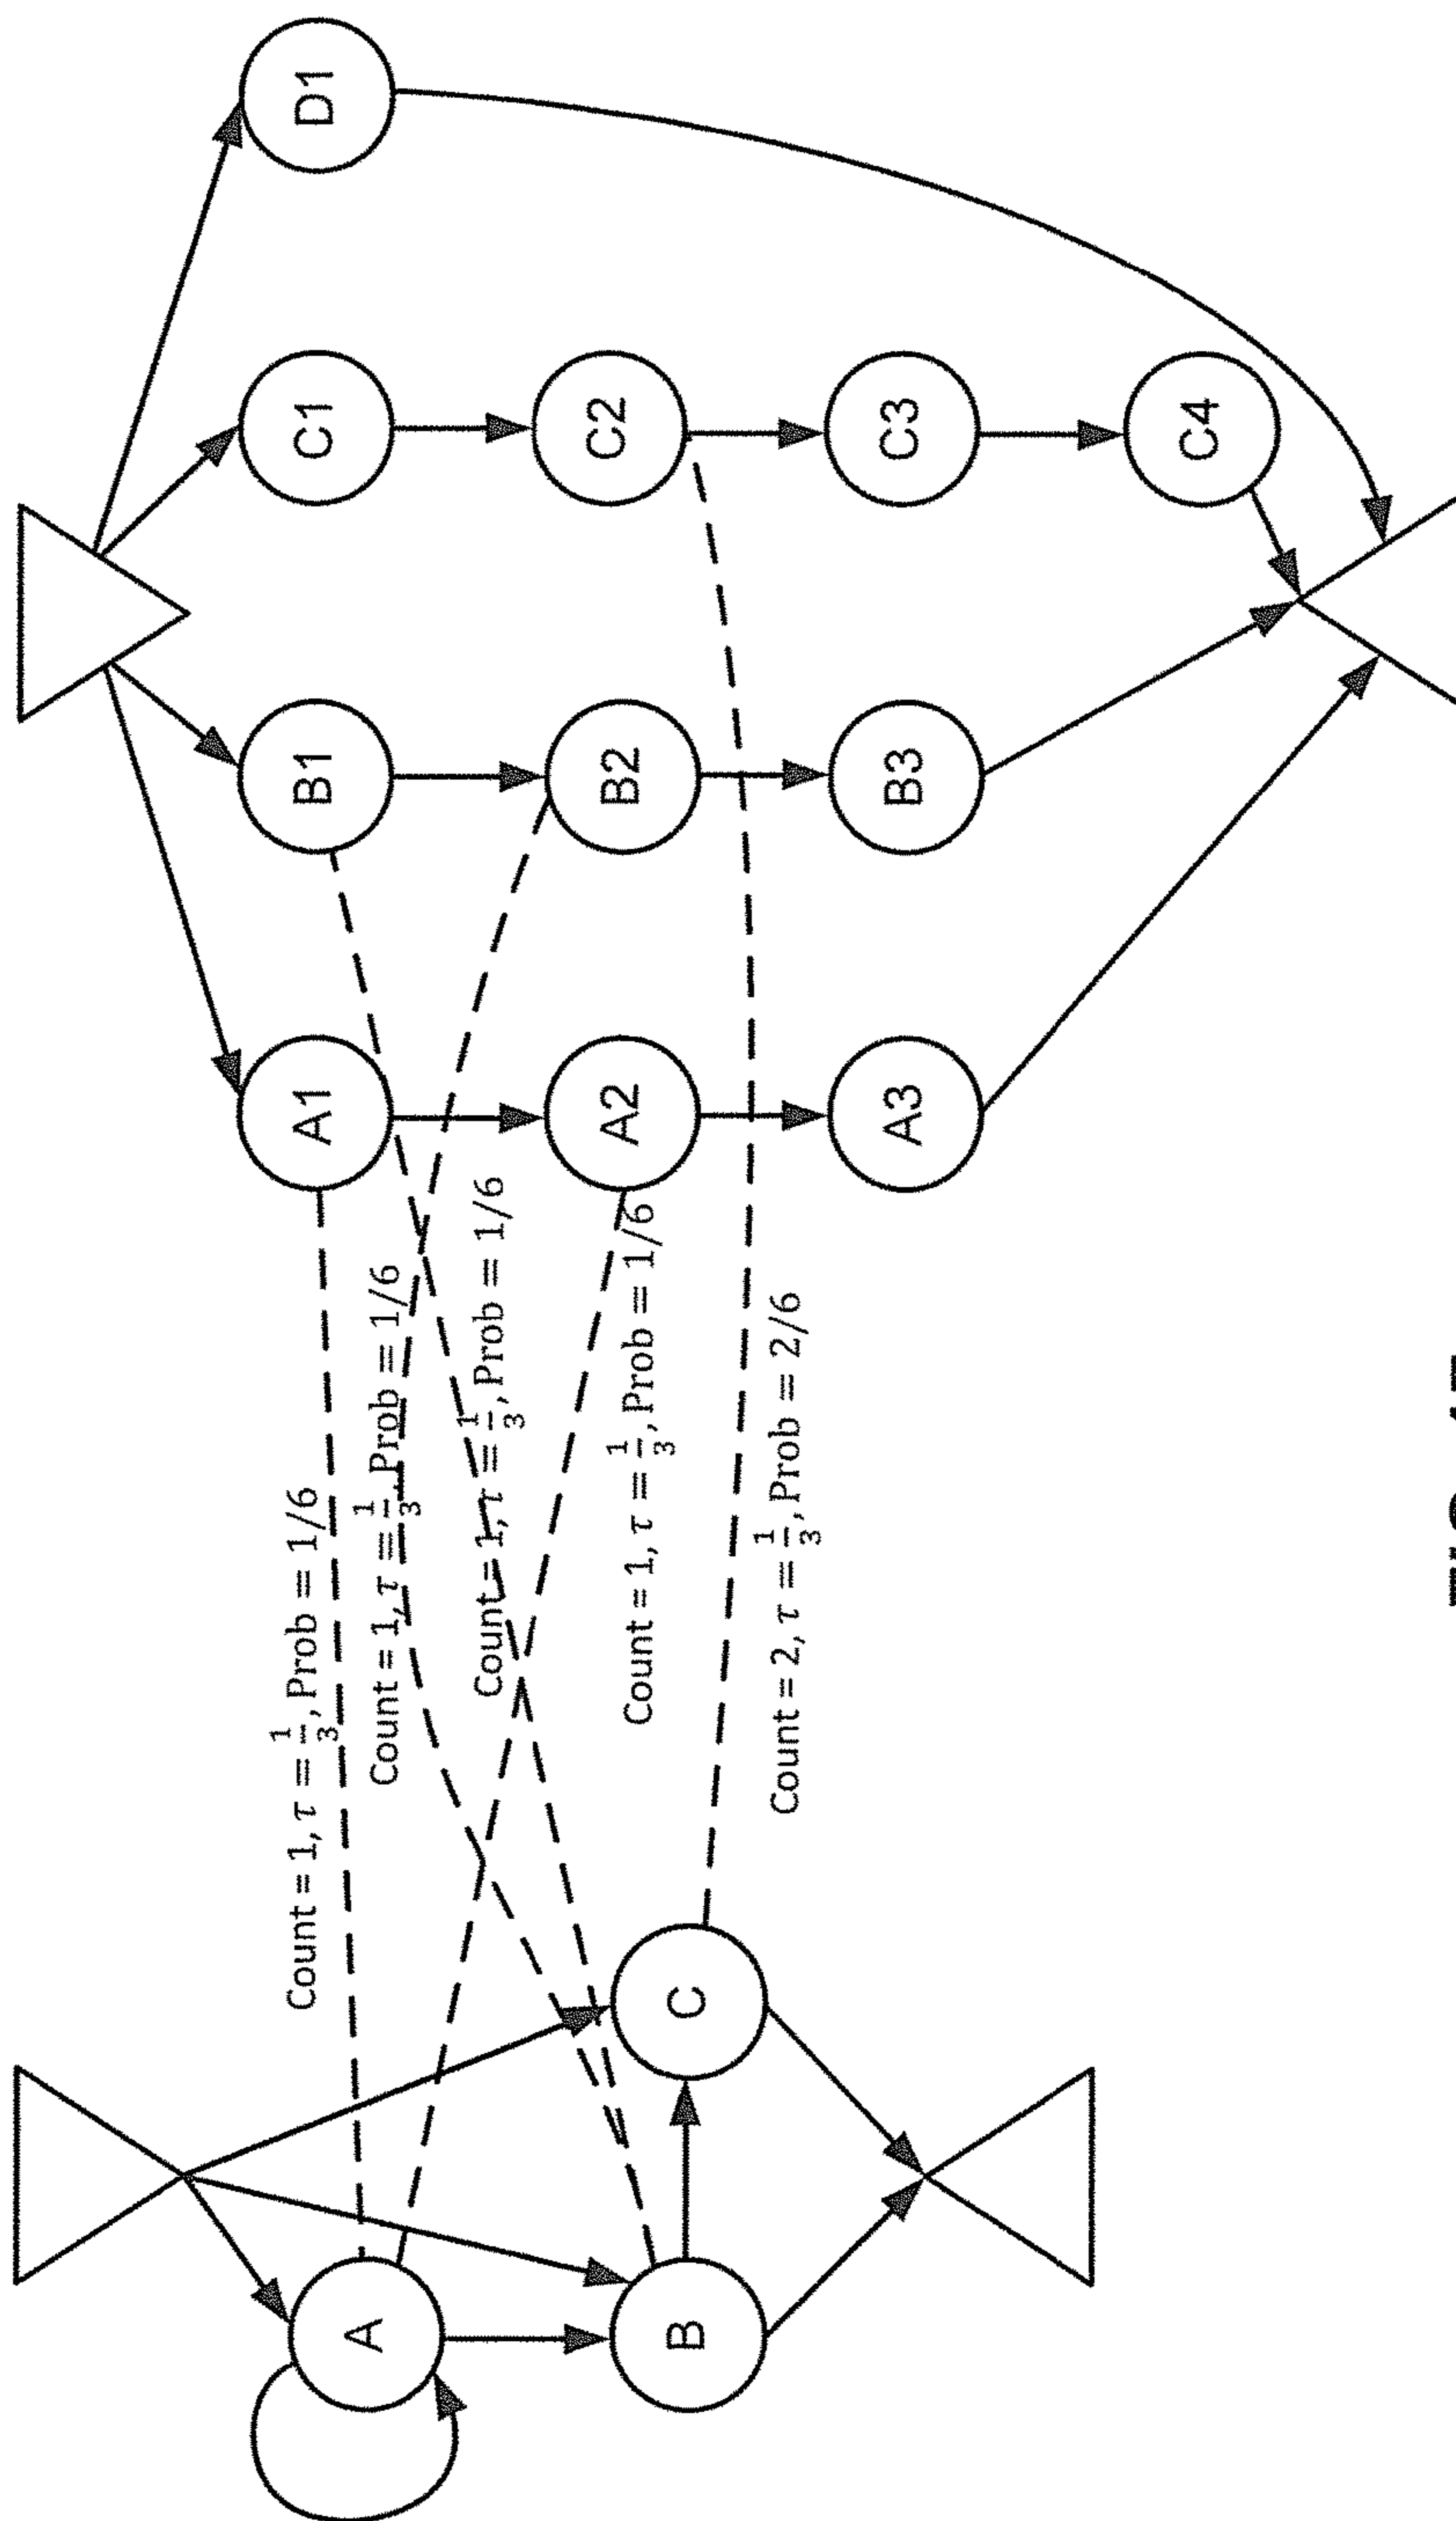 D1
C1
C2
C3
C4
B1
B2
B3
A1
A2
A3
Count = 1, τ = 1/3, Prob = 1/6
Count = 1, τ = 1/3, Prob = 1/6
Count = 1, τ = 1/3, Prob = 1/6
Count = 1, τ = 1/3, Prob = 1/6
Count = 2, τ = 1/3, Prob = 2/6
C
A
B